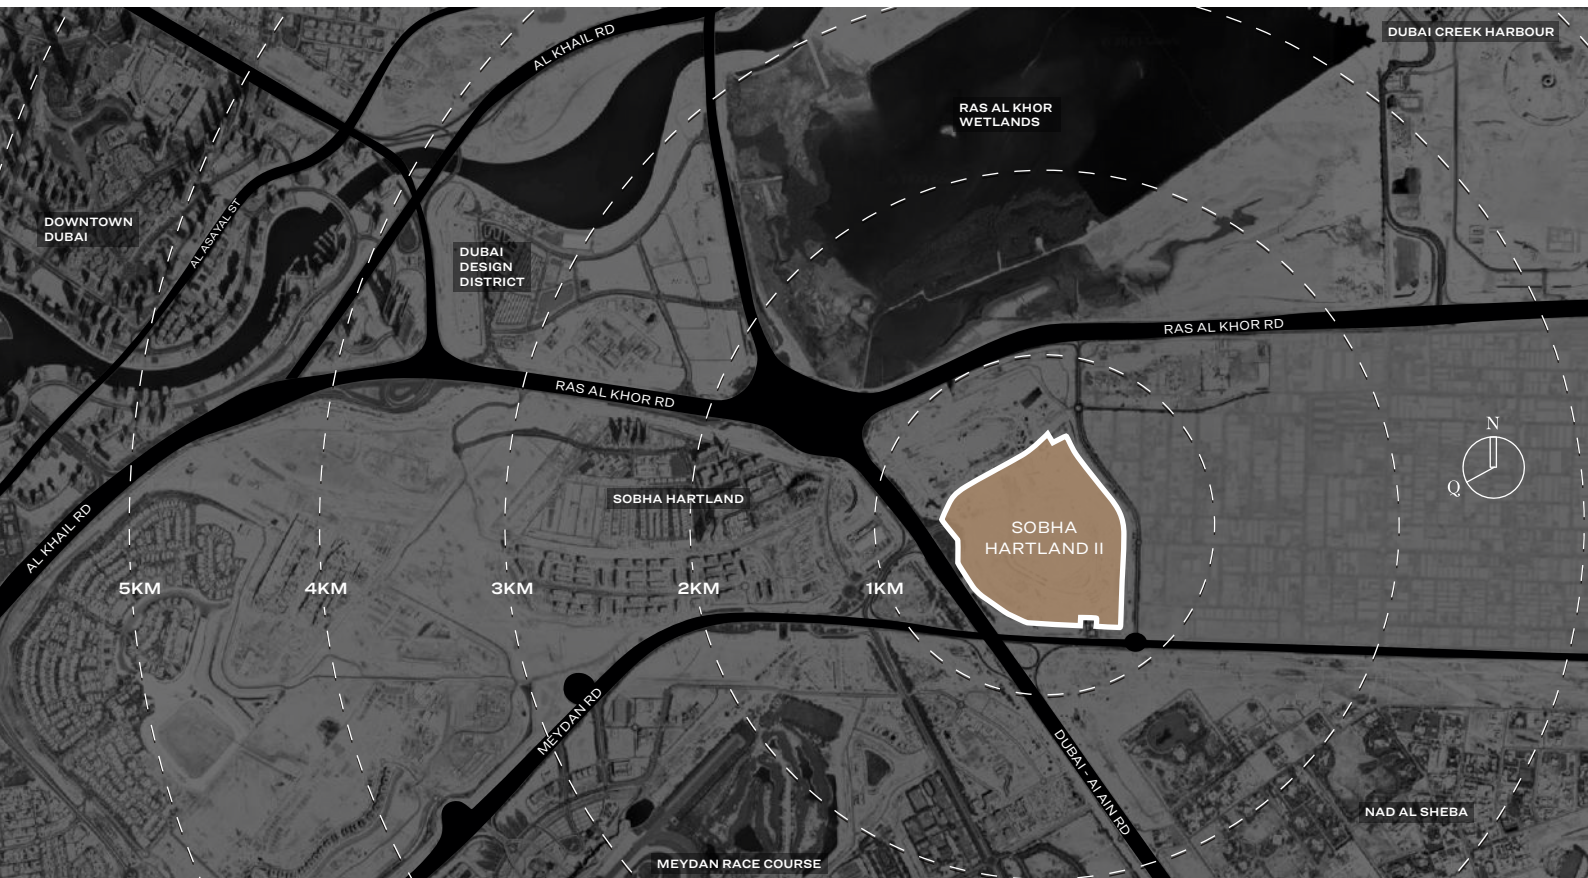 DUBAI CREEK HARBOUR
AL KHAIL RD
RAS AL KHOR
WETLANDS
DOWNTOWN
DUBAI
AL ASAYAL ST
DUBAI
DESIGN
DISTRICT
RAS AL KHOR RD
RAS AL KHOR RD
N
Q
SOBHA HARTLAND
SOBHA
HARTLAND II
AL KHAIL RD
5KM
4KM
3KM
2KM
1KM
MEYDAN RD
DUBAI - Al AIN RD
NAD AL SHEBA
MEYDAN RACE COURSE